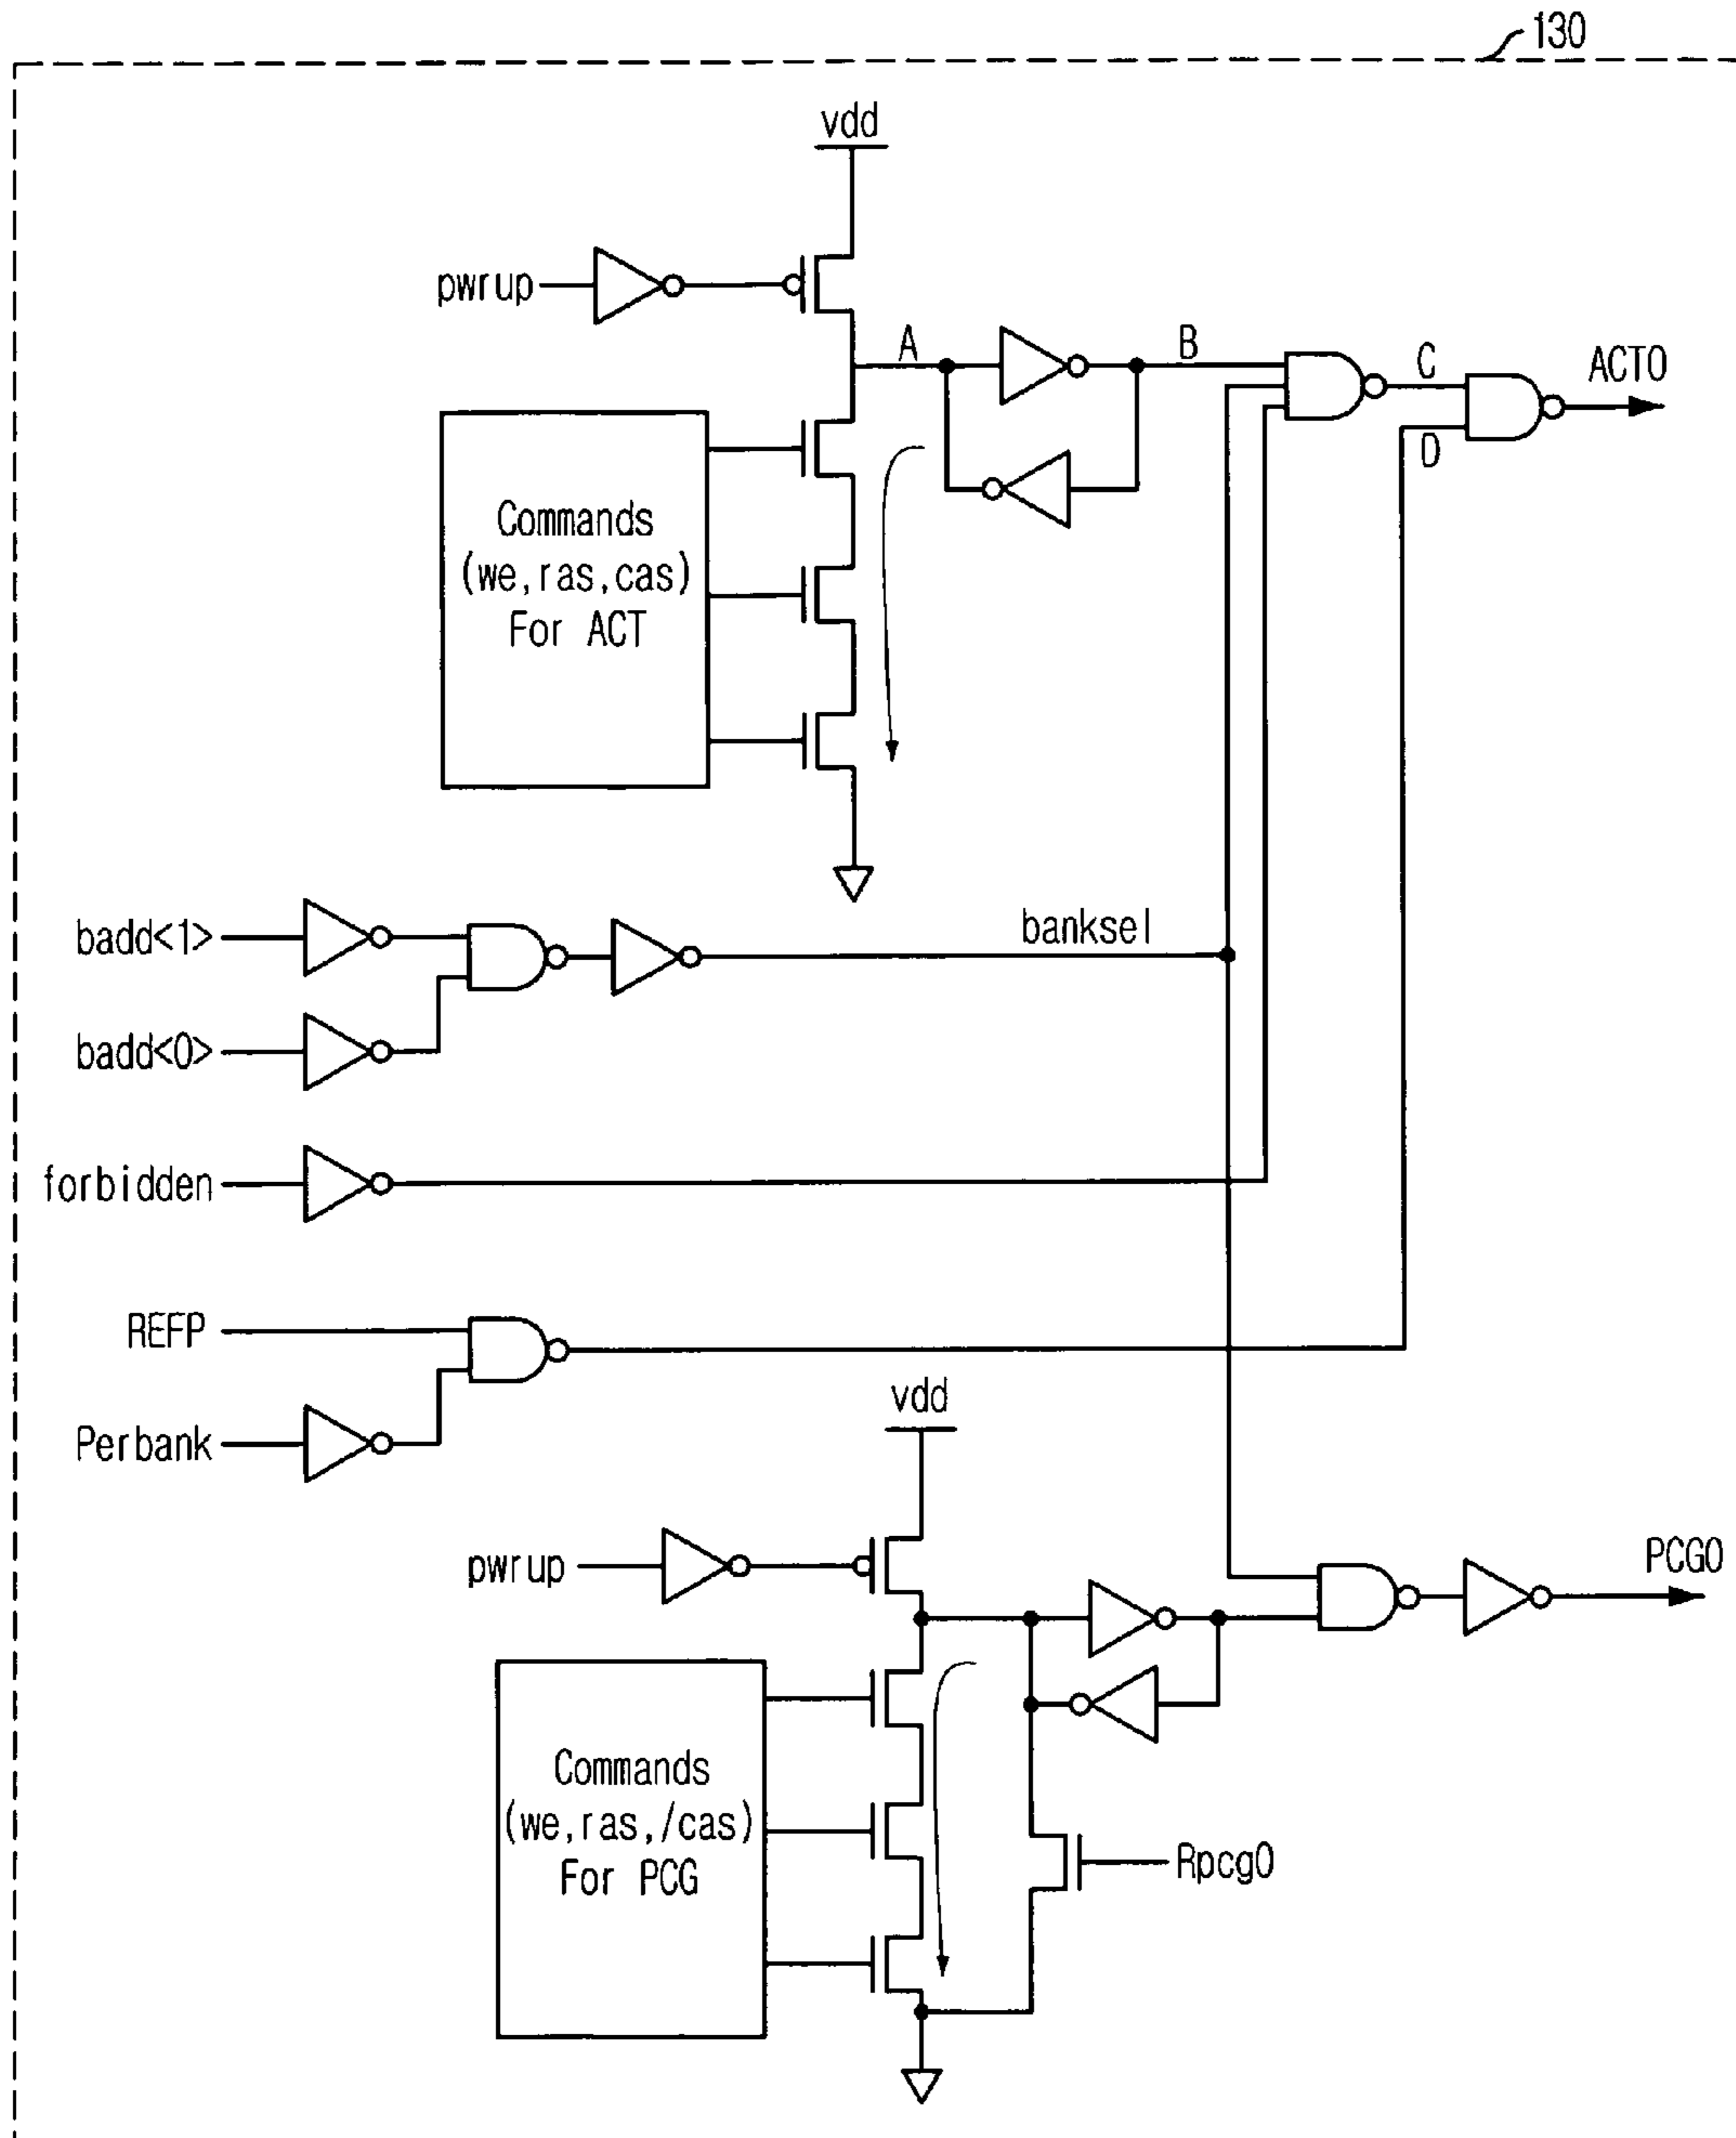 130
vdd
pwrup
A
B
C
ACT0
D
Commands
(we,ras,cas)
For ACT
badd<1>
banksel
badd<0>
forbidden
REFP
vdd
Perbank
pwrup
PCG0
Commands
(we,ras,/cas)
For PCG
Rpcg0